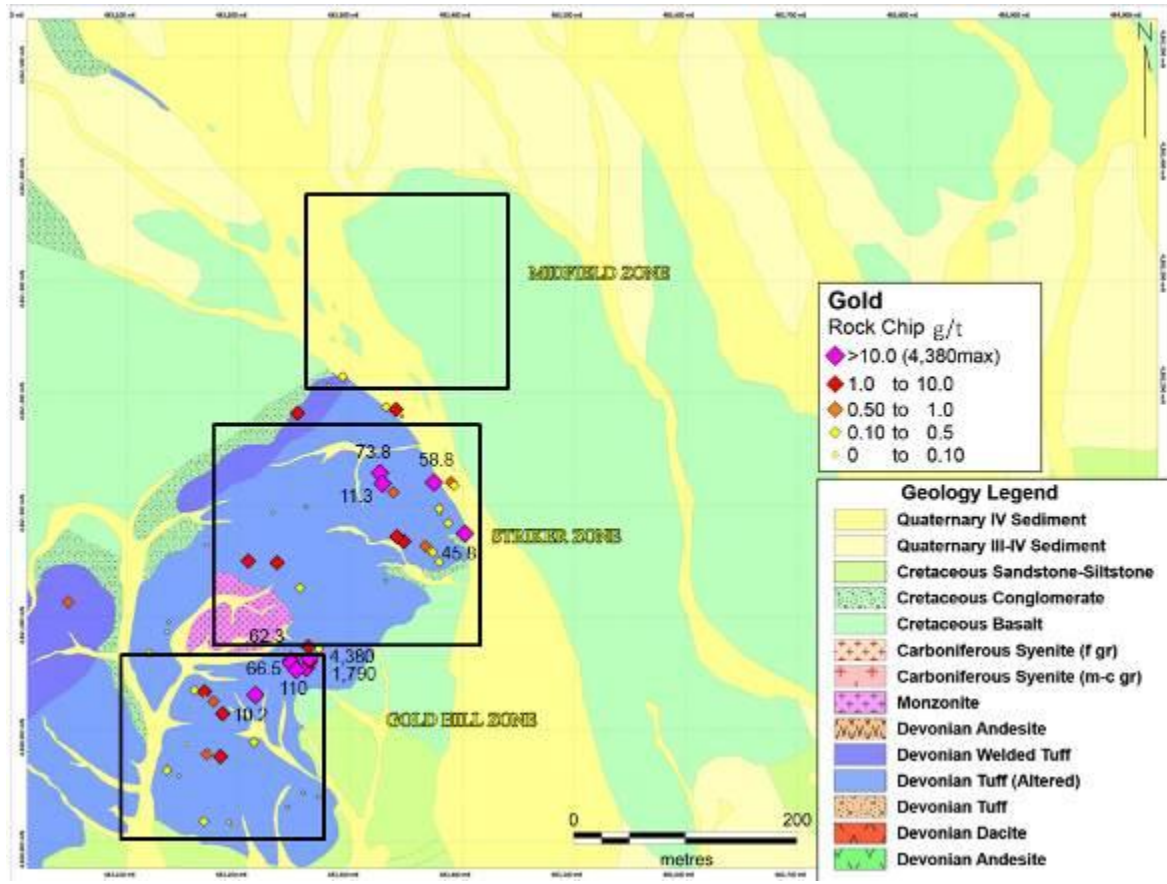 N
MIDFIELD ZONE
Gold
Rock Chip g/t
>10.0 (4,380max)
1.0 to 10.0
0.50 to 1.0
0.10 to 0.5
0 to 0.10
73.8
58.8
11.3
STRIKER ZONE
45.8
62.3
4,380
66.5
1,790
110
10.2
GOLD HILL ZONE
0 200
metres
Geology Legend
Quaternary IV Sediment
Quaternary III-IV Sediment
Cretaceous Sandstone-Siltstone
Cretaceous Conglomerate
Cretaceous Basalt
Carboniferous Syenite (f gr)
Carboniferous Syenite (m-c gr)
Monzonite
Devonian Andesite
Devonian Welded Tuff
Devonian Tuff (Altered)
Devonian Tuff
Devonian Dacite
Devonian Andesite